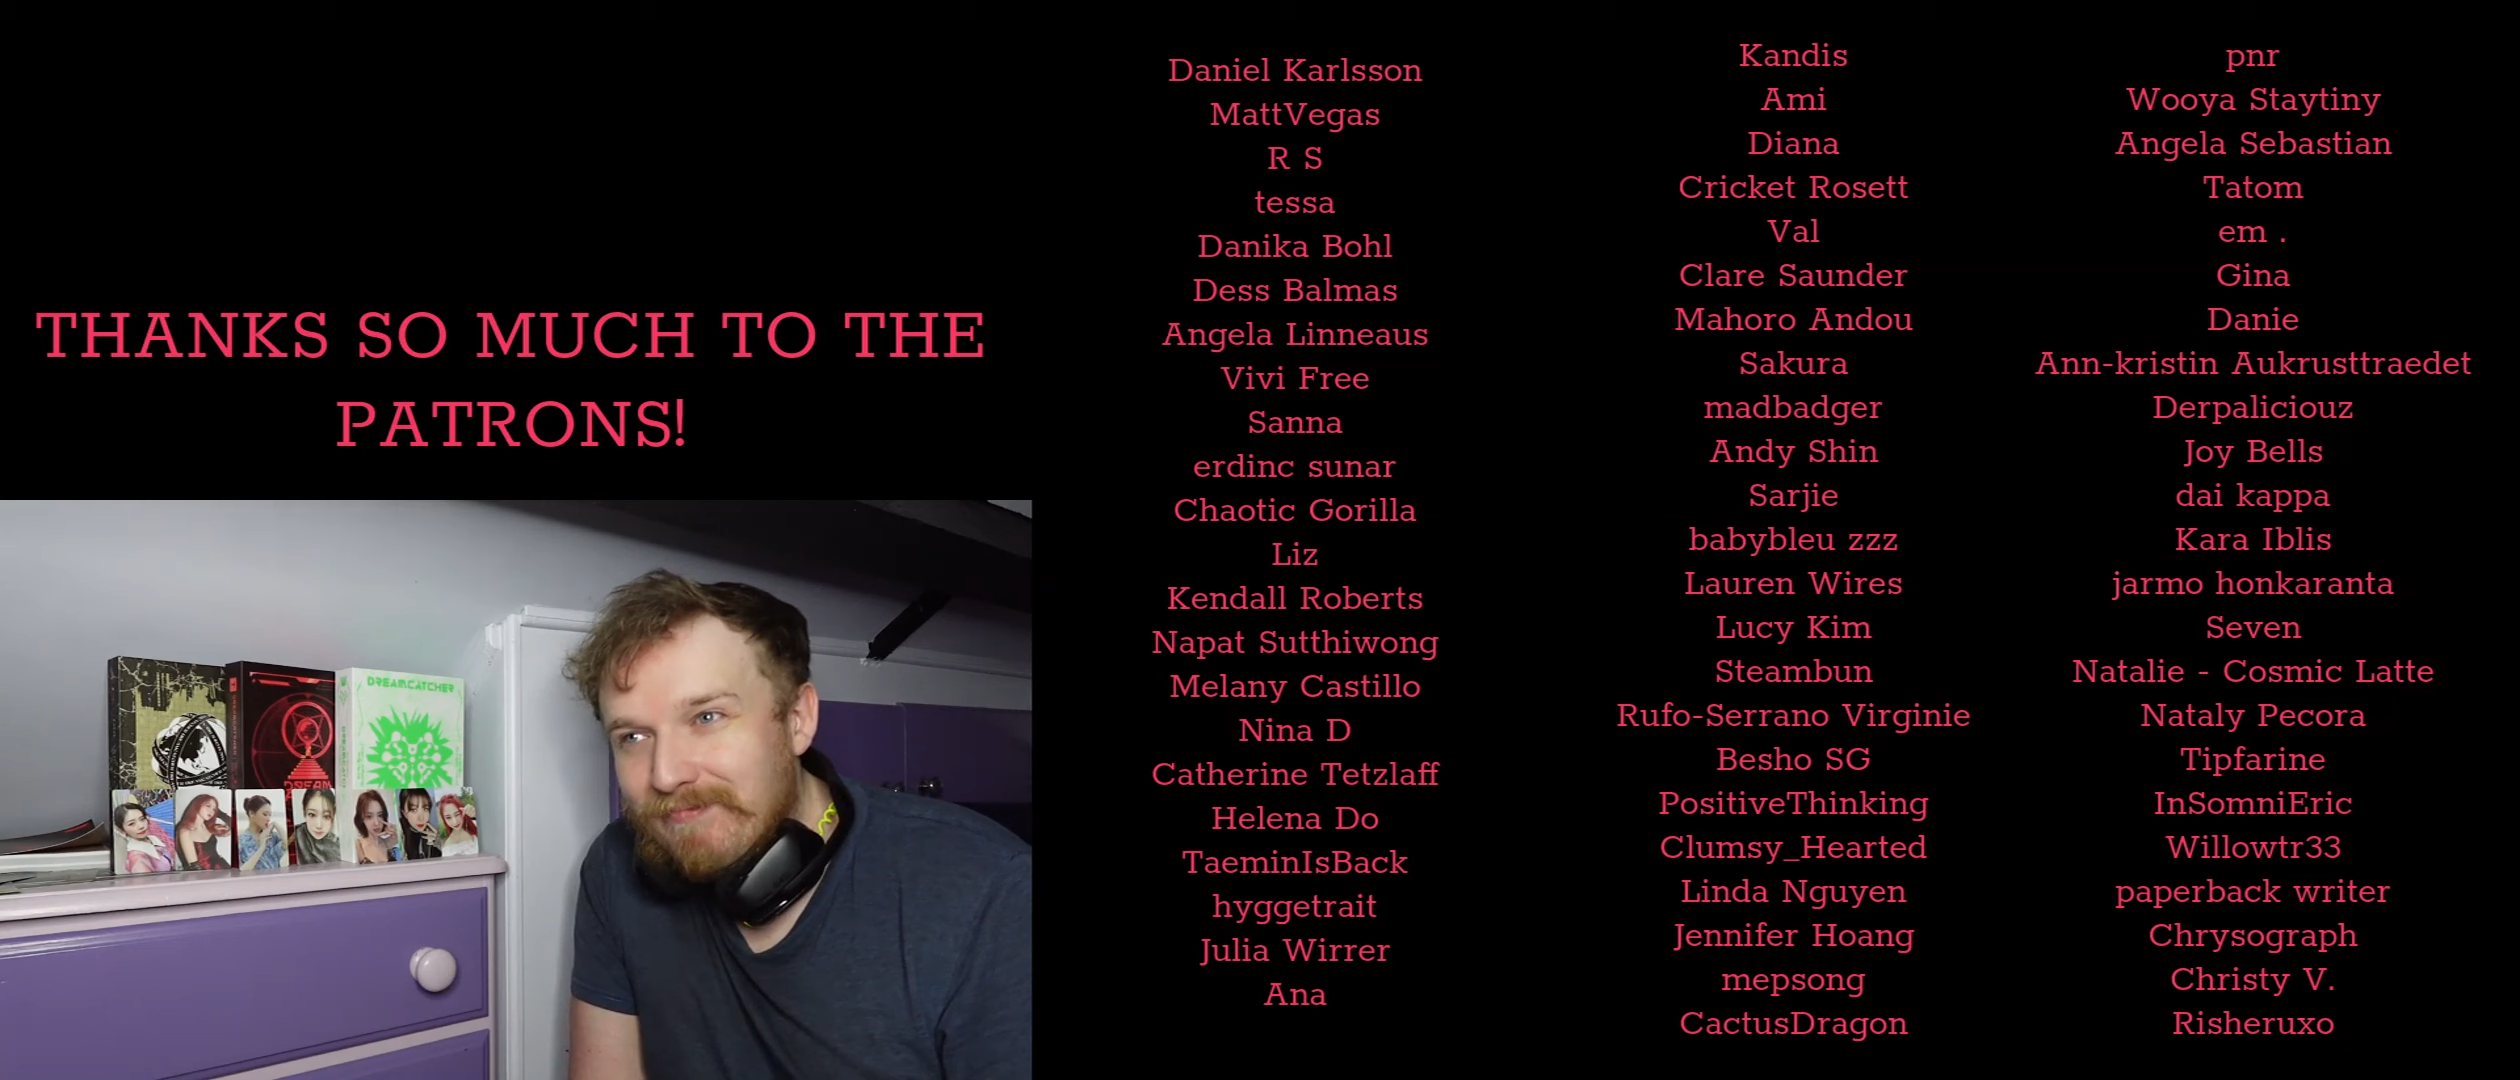 THANKS SO MUCH TO THE
PATRONS!
DREAMCATCHER
DREAM
Daniel Karlsson
MattVegas
R S
tessa
Danika Bohl
Dess Balmas
Angela Linneaus
Vivi Free
Sanna
erdinc sunar
Chaotic Gorilla
Liz
Kendall Roberts
Napat Sutthiwong
Melany Castillo
Nina D
Catherine Tetzlaff
Helena Do
TaeminIsBack
hyggetrait
Julia Wirrer
Ana
Kandis
Ami
Diana
Cricket Rosett
Val
Clare Saunder
Mahoro Andou
Sakura
madbadger
Andy Shin
Sarjie
babybleu zzz
Lauren Wires
Lucy Kim
Steambun
Rufo-Serrano Virginie
Besho SG
PositiveThinking
Clumsy_Hearted
Linda Nguyen
Jennifer Hoang
mepsong
CactusDragon
pnr
Wooya Staytiny
Angela Sebastian
Tatom
em .
Gina
Danie
Ann-kristin Aukrusttraedet
Derpaliciouz
Joy Bells
dai kappa
Kara Iblis
jarmo honkaranta
Seven
Natalie - Cosmic Latte
Nataly Pecora
Tipfarine
InSomniEric
Willowtr33
paperback writer
Chrysograph
Christy V.
Risheruxo